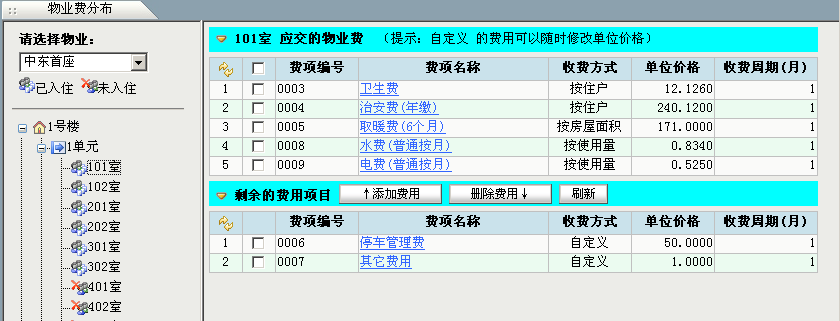 物业费分布
请选择物业：
中东首座
已入住 未入住
1号楼
1单元
101室
102室
201室
202室
301室
302室
401室
402室
101室 应交的物业费 （提示：自定义 的费用可以随时修改单位价格）
费项编号 费项名称 收费方式 单位价格 收费周期(月)
1 0003 卫生费 按住户 12.1260 1
2 0004 治安费(年缴) 按住户 240.1200 1
3 0005 取暖费(6个月) 按房屋面积 171.0000 1
4 0008 水费(普通按月) 按使用量 0.8340 1
5 0009 电费(普通按月) 按使用量 0.5250 1
剩余的费用项目 ↑添加费用 删除费用↓ 刷新
费项编号 费项名称 收费方式 单位价格 收费周期(月)
1 0006 停车管理费 自定义 50.0000 1
2 0007 其它费用 自定义 1.0000 1